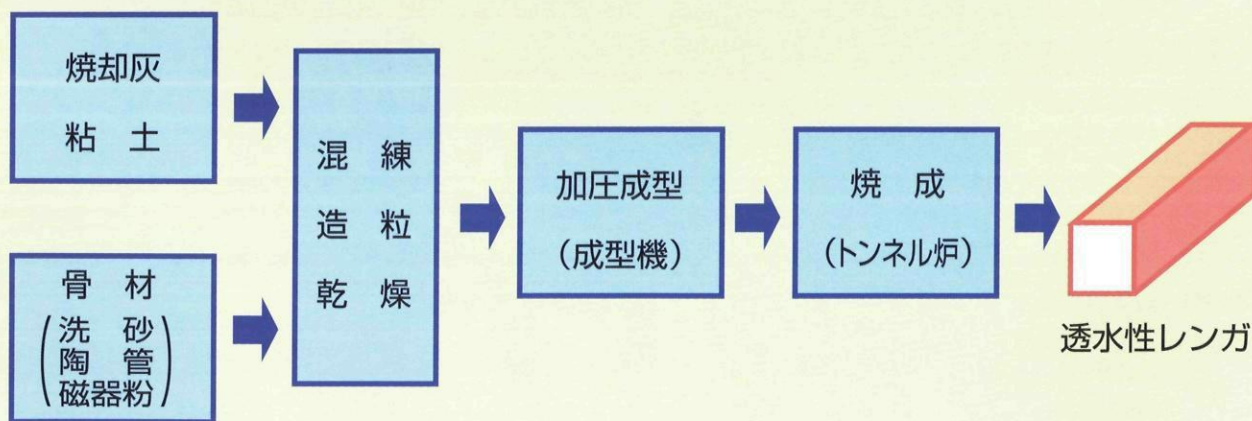 焼却灰
粘 土
骨 材
(洗 砂
陶 管
磁器粉)
混 練
造 粒
乾 燥
加圧成型
(成型機)
焼 成
(トンネル炉)
透水性レンガ